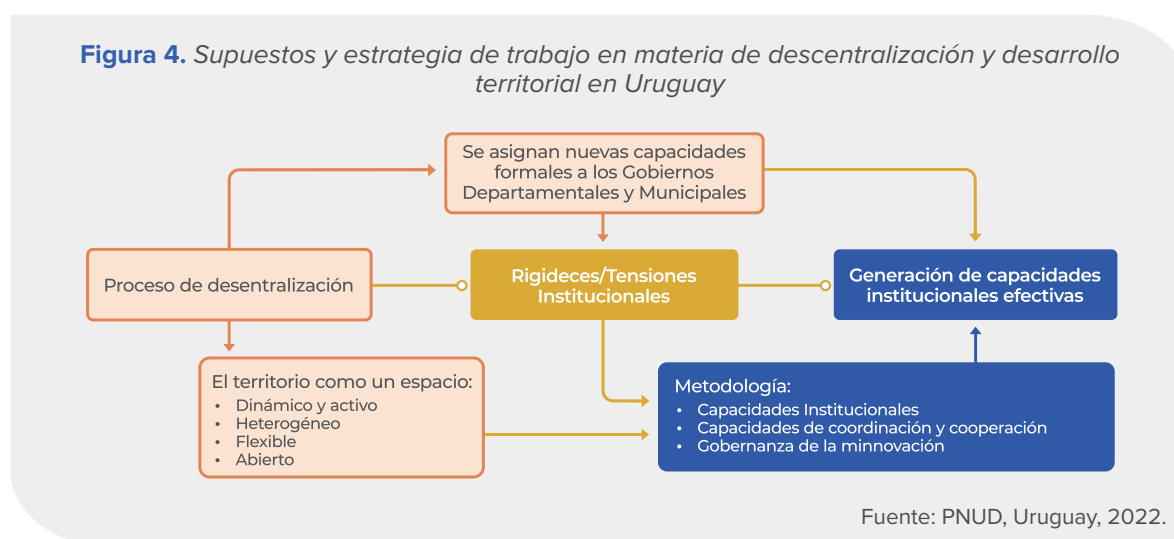 Figura 4. Supuestos y estrategia de trabajo en materia de descentralización y desarrollo
territorial en Uruguay
Se asignan nuevas capacidades
formales a los Gobiernos
Departamentales y Municipales
Proceso de desentralización
Rigideces/Tensiones
Institucionales
Generación de capacidades
institucionales efectivas
El territorio como un espacio:
• Dinámico y activo
• Heterogéneo
• Flexible
• Abierto
Metodología:
• Capacidades Institucionales
• Capacidades de coordinación y cooperación
• Gobernanza de la minnovación
Fuente: PNUD, Uruguay, 2022.